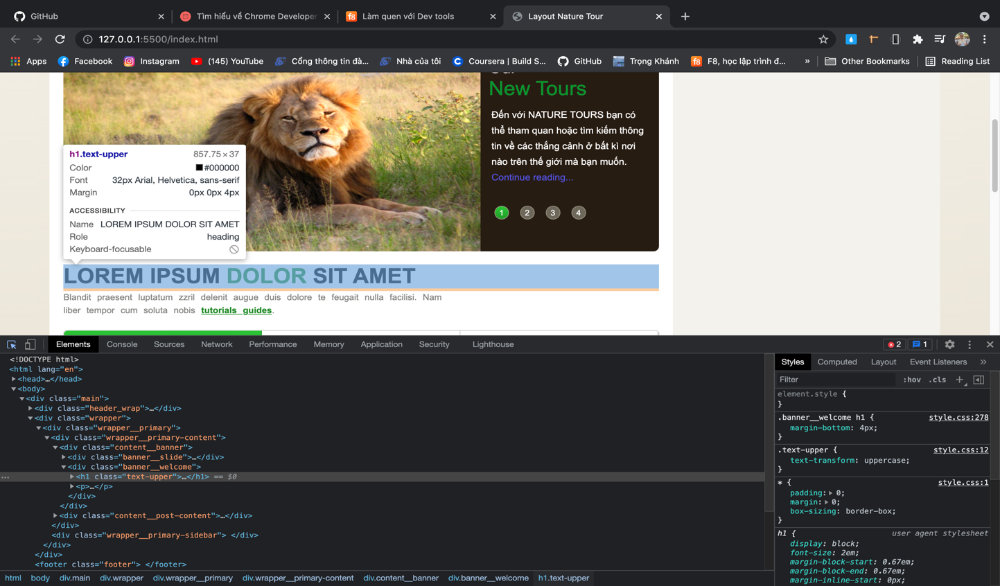 GitHub
Tìm hiểu về Chrome Developer
Làm quen với Dev tools
Layout Nature Tour
127.0.0.1:5500/index.html
Apps
Facebook
Instagram
(145) YouTube
Cổng thông tin đà...
Nhà của tôi
Coursera | Build S...
GitHub
Trọng Khánh
F8, học lập trình đ...
»
Other Bookmarks
Reading List
New Tours
Đến với NATURE TOURS bạn có
thể tham quan hoặc tìm kiếm thông
tin về các thắng cảnh ở bất kì nơi
nào trên thế giới mà bạn muốn.
Continue reading...
1 2 3 4
h1.text-upper 857.75 × 37
Color #000000
Font 32px Arial, Helvetica, sans-serif
Margin 0px 0px 4px
ACCESSIBILITY
Name LOREM IPSUM DOLOR SIT AMET
Role heading
Keyboard-focusable
LOREM IPSUM DOLOR SIT AMET
Blandit praesent luptatum zzril delenit augue duis dolore te feugait nulla facilisi. Nam
liber tempor cum soluta nobis tutorials guides.
Elements Console Sources Network Performance Memory Application Security Lighthouse
2 1
<!DOCTYPE html>
<html lang="en">
<head>…</head>
<body>
<div class="main">
<div class="header_wrap">…</div>
<div class="wrapper">
<div class="wrapper__primary">
<div class="wrapper__primary-content">
<div class="content__banner">
<div class="banner__slide">…</div>
<div class="banner__welcome">
<h1 class="text-upper">…</h1> == $0
<p>…</p>
</div>
</div>
<div class="content__post-content">…</div>
</div>
<div class="wrapper__primary-sidebar"> </div>
</div>
</div>
<footer class="footer"> </footer>
html body div.main div.wrapper div.wrapper__primary div.wrapper__primary-content div.content__banner div.banner__welcome h1.text-upper
Styles Computed Layout Event Listeners »
Filter :hov .cls +
element.style {
}
.banner__welcome h1 { style.css:278
margin-bottom: 4px;
}
.text-upper { style.css:12
text-transform: uppercase;
}
* { style.css:1
padding: 0;
margin: 0;
box-sizing: border-box;
}
h1 { user agent stylesheet
display: block;
font-size: 2em;
margin-block-start: 0.67em;
margin-block-end: 0.67em;
margin-inline-start: 0px;